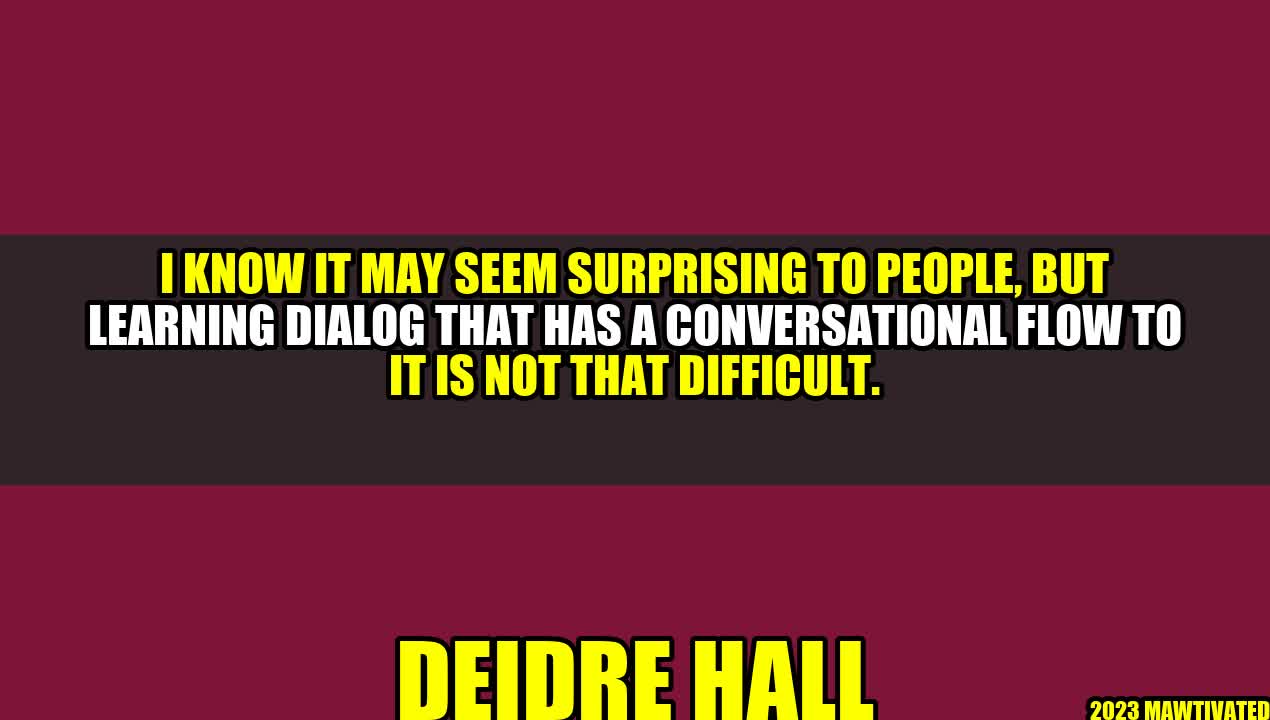 I KNOW IT MAY SEEM SURPRISING TO PEOPLE, BUT
LEARNING DIALOG THAT HAS A CONVERSATIONAL FLOW TO
IT IS NOT THAT DIFFICULT.
DEIDRE HALL
2023 MAWTIVATED